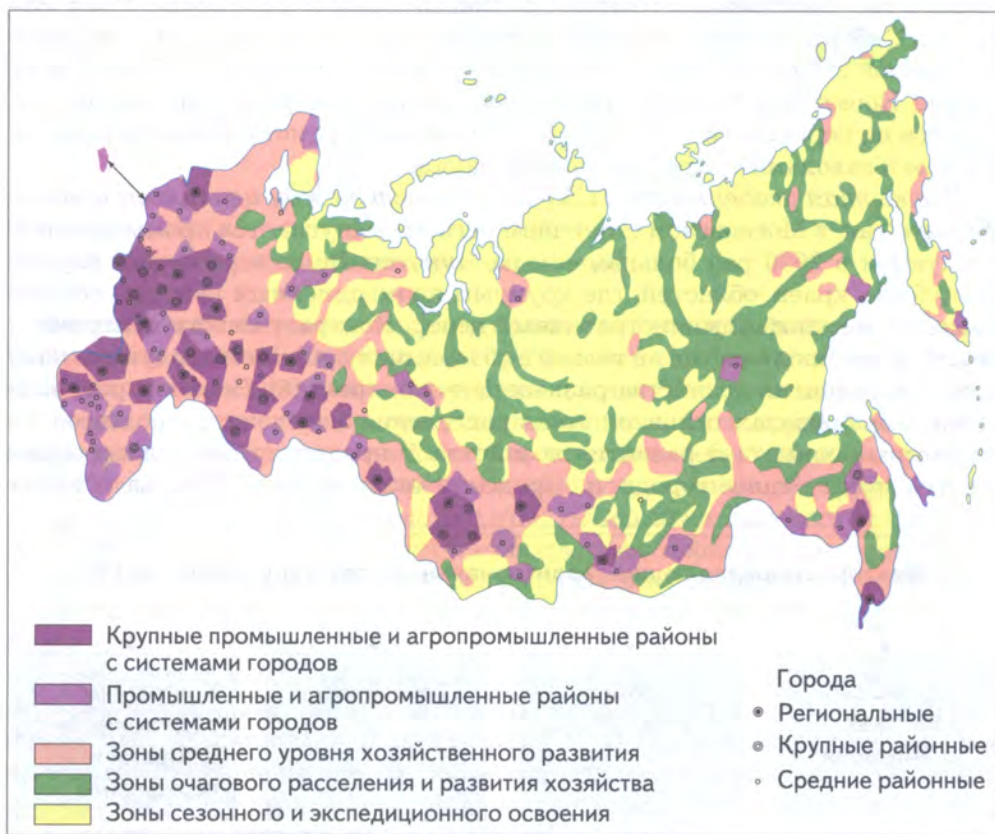 Крупные промышленные и агропромышленные районы
с системами городов
Промышленные и агропромышленные районы
с системами городов
Зоны среднего уровня хозяйственного развития
Зоны очагового расселения и развития хозяйства
Зоны сезонного и экспедиционного освоения
Города
Региональные
Крупные районные
Средние районные